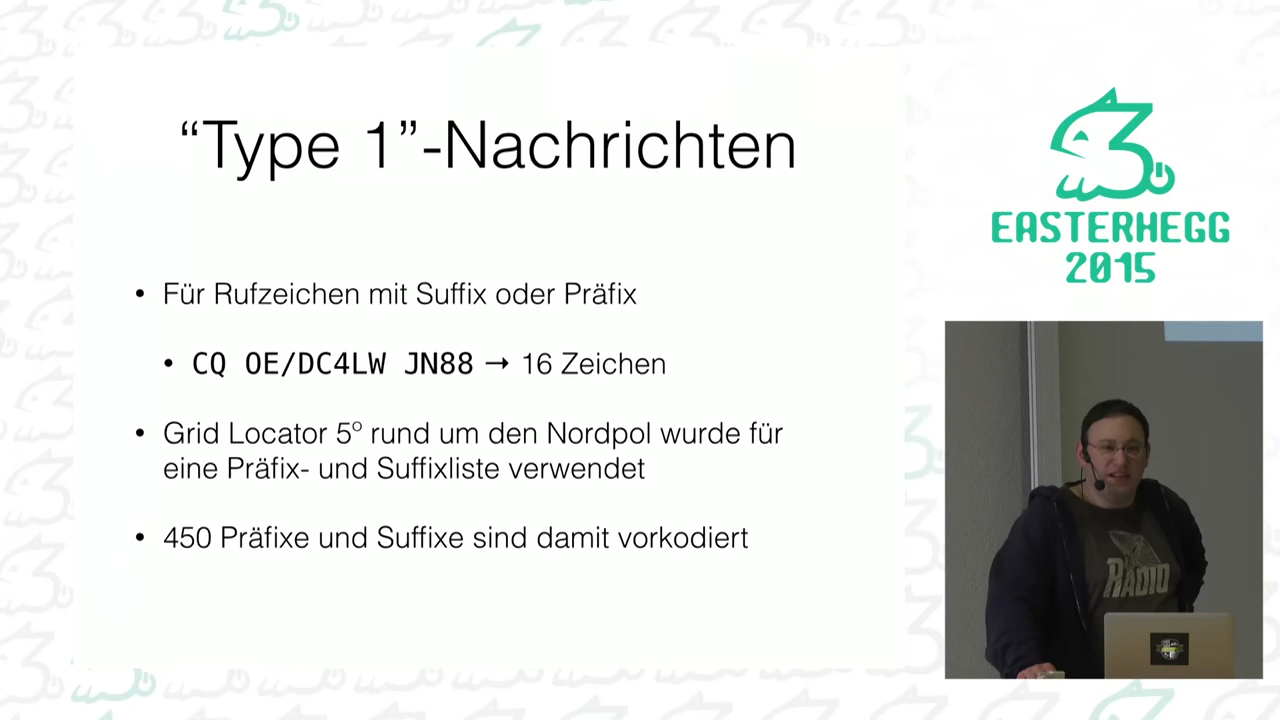 “Type 1”-Nachrichten
• Für Rufzeichen mit Suffix oder Präfix
• CQ OE/DC4LW JN88 → 16 Zeichen
• Grid Locator 5º rund um den Nordpol wurde für
eine Präfix- und Suffixliste verwendet
• 450 Präfixe und Suffixe sind damit vorkodiert
EASTERHEGG
2015
RADIO